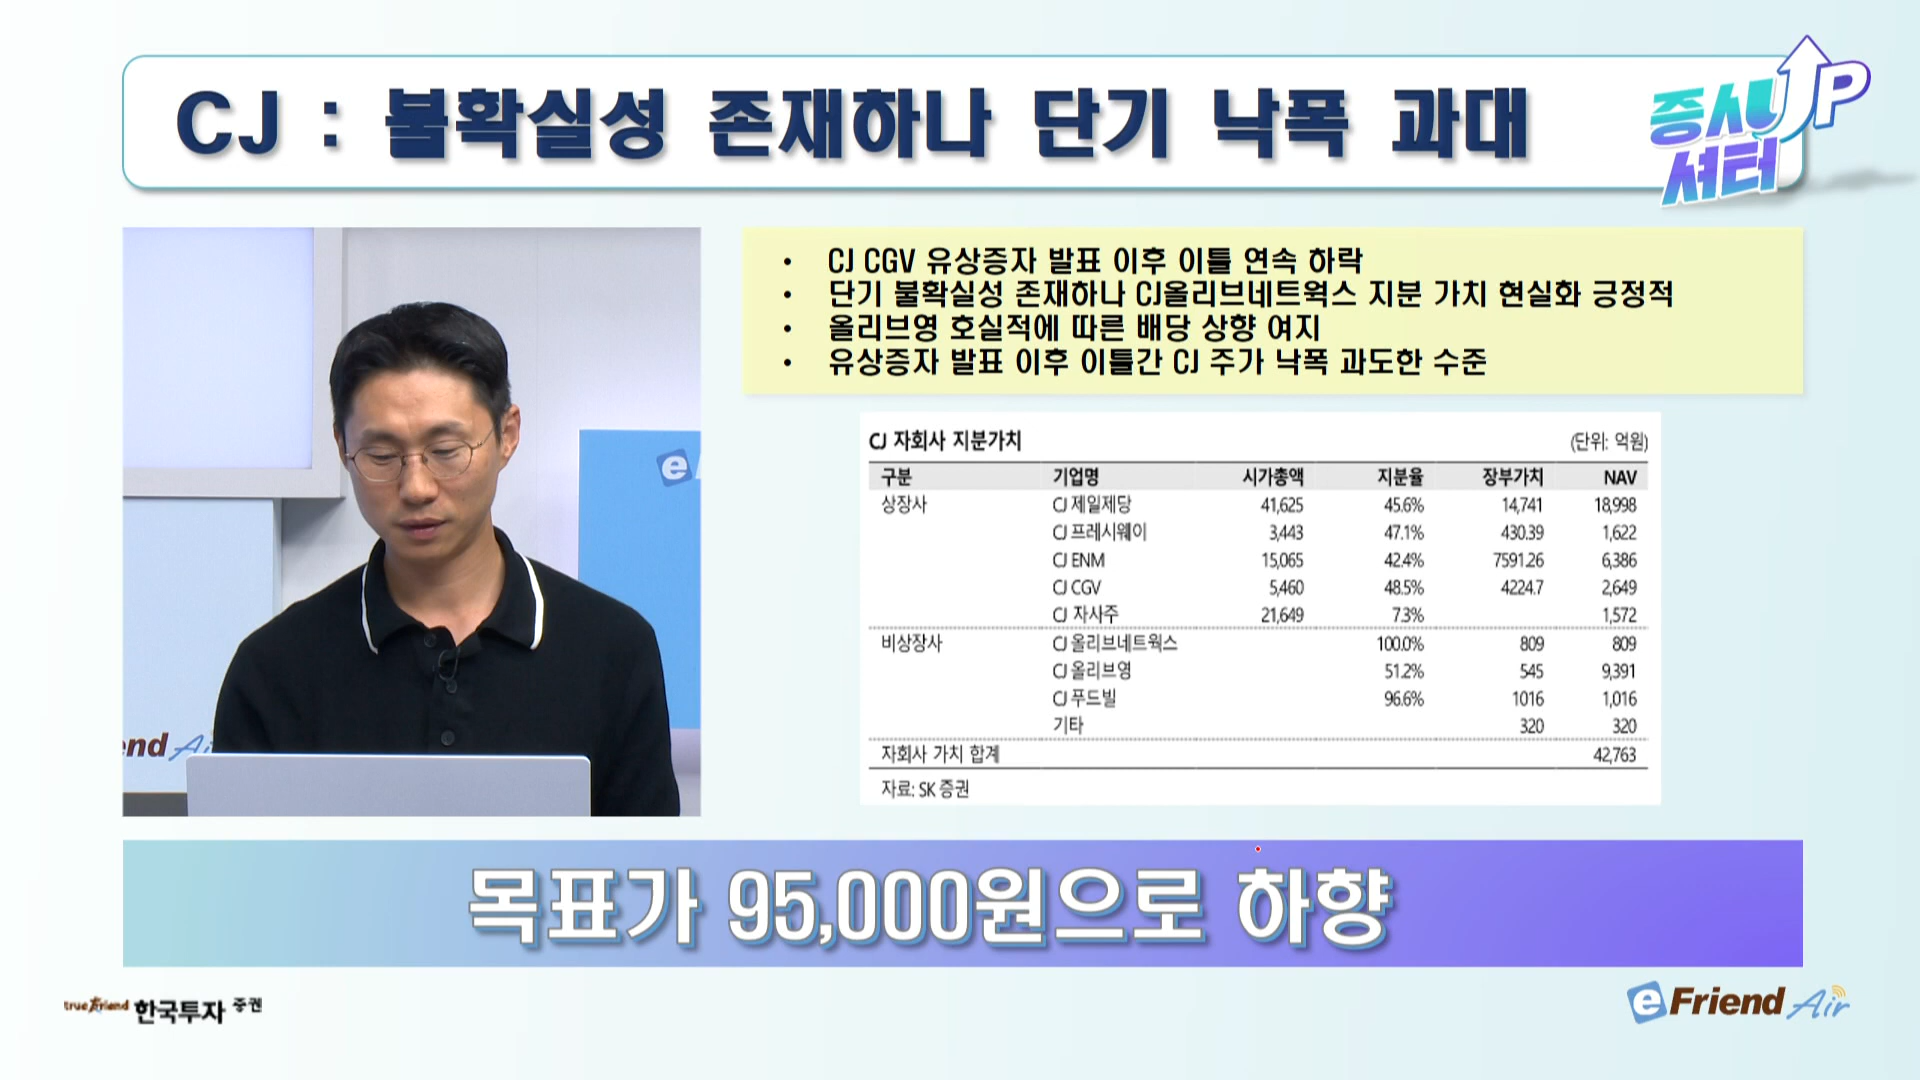 CJ : 불확실성 존재하나 단기 낙폭 과대
증시UP
셔터
• CJ CGV 유상증자 발표 이후 이틀 연속 하락
• 단기 불확실성 존재하나 CJ올리브네트웍스 지분 가치 현실화 긍정적
• 올리브영 호실적에 따른 배당 상향 여지
• 유상증자 발표 이후 이틀간 CJ 주가 낙폭 과도한 수준
CJ 자회사 지분가치 (단위: 억원)
구분 기업명 시가총액 지분율 장부가치 NAV
상장사 CJ 제일제당 41,625 45.6% 14,741 18,998
CJ 프레시웨이 3,443 47.1% 430.39 1,622
CJ ENM 15,065 42.4% 7591.26 6,386
CJ CGV 5,460 48.5% 4224.7 2,649
CJ 자사주 21,649 7.3% 1,572
비상장사 CJ 올리브네트웍스 100.0% 809 809
CJ 올리브영 51.2% 545 9,391
CJ 푸드빌 96.6% 1016 1,016
기타 320 320
자회사 가치 합계 42,763
자료: SK 증권
e
end Ai
목표가 95,000원으로 하향
true Friend 한국투자 증권
e Friend Air